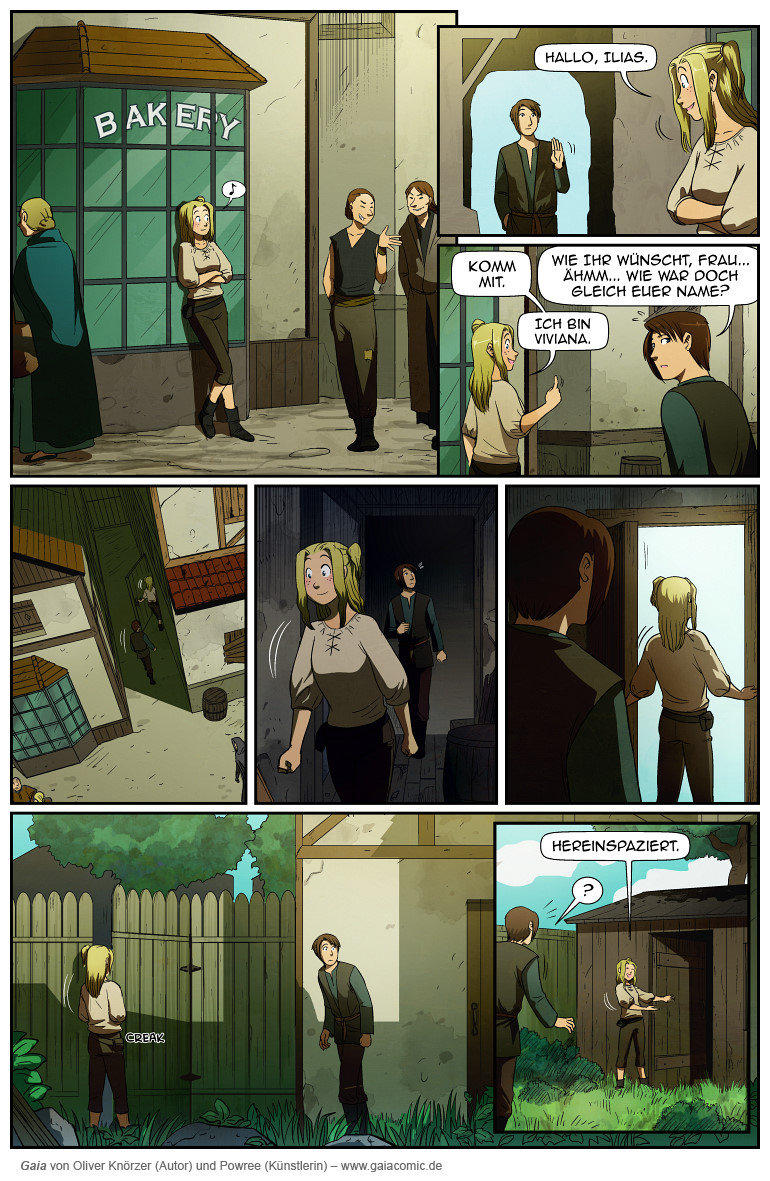 BAKERY
HALLO, ILIAS.
KOMM
MIT.
WIE IHR WÜNSCHT, FRAU...
ÄHMM... WIE WAR DOCH
GLEICH EUER NAME?
ICH BIN
VIVIANA.
CREAK
HEREINSPAZIERT.
?
Gaia von Oliver Knörzer (Autor) und Powree (Künstlerin) – www.gaiacomic.de